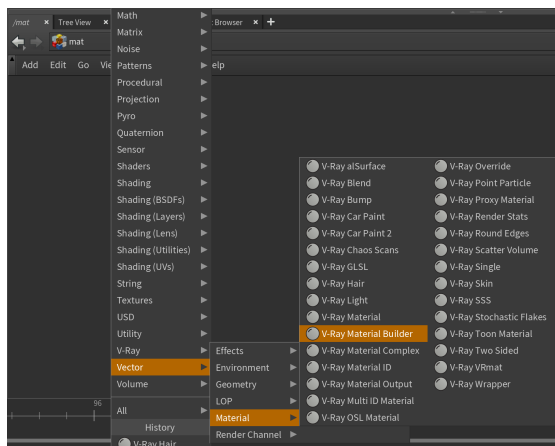 /mat × Tree View × Browser × +
mat
Add Edit Go Vie elp
Math
Matrix
Noise
Patterns
Procedural
Projection
Pyro
Quaternion
Sensor
Shaders
Shading
Shading (BSDFs)
Shading (Layers)
Shading (Lens)
Shading (Utilities)
Shading (UVs)
String
Textures
USD
Utility
V-Ray
Vector
Volume
96
All
History
V-Ray Hair
Effects
Environment
Geometry
LOP
Material
Render Channel
V-Ray alSurface
V-Ray Blend
V-Ray Bump
V-Ray Car Paint
V-Ray Car Paint 2
V-Ray Chaos Scans
V-Ray GLSL
V-Ray Hair
V-Ray Light
V-Ray Material
V-Ray Material Builder
V-Ray Material Complex
V-Ray Material ID
V-Ray Material Output
V-Ray Multi ID Material
V-Ray OSL Material
V-Ray Override
V-Ray Point Particle
V-Ray Proxy Material
V-Ray Render Stats
V-Ray Round Edges
V-Ray Scatter Volume
V-Ray Single
V-Ray Skin
V-Ray SSS
V-Ray Stochastic Flakes
V-Ray Toon Material
V-Ray Two Sided
V-Ray VRmat
V-Ray Wrapper